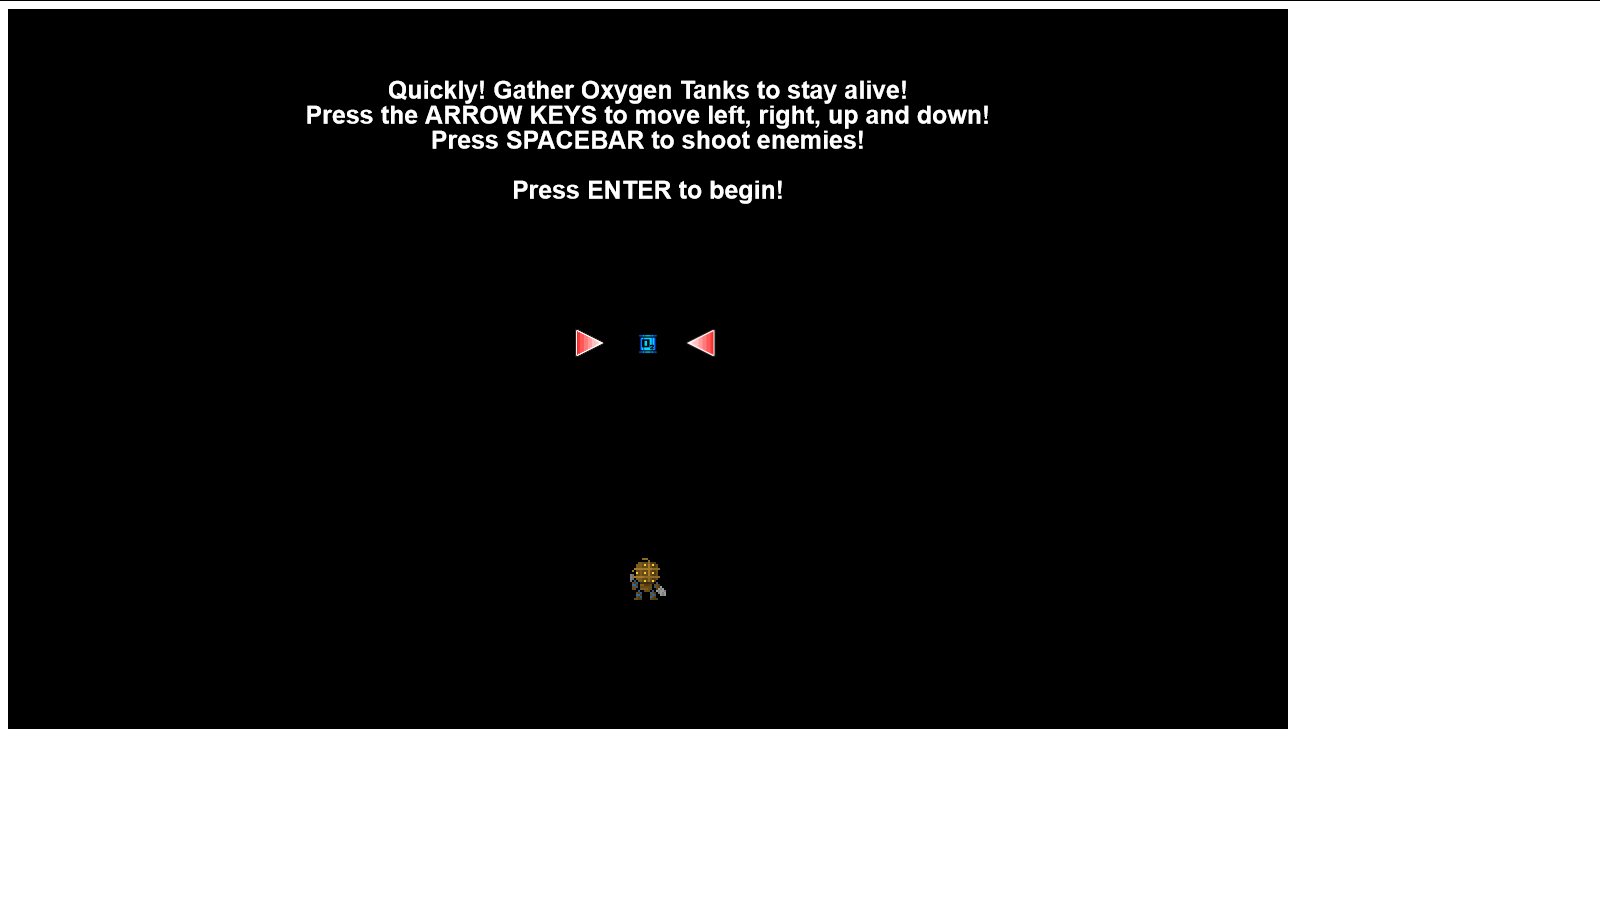 Quickly! Gather Oxygen Tanks to stay alive!
Press the ARROW KEYS to move left, right, up and down!
Press SPACEBAR to shoot enemies!
Press ENTER to begin!